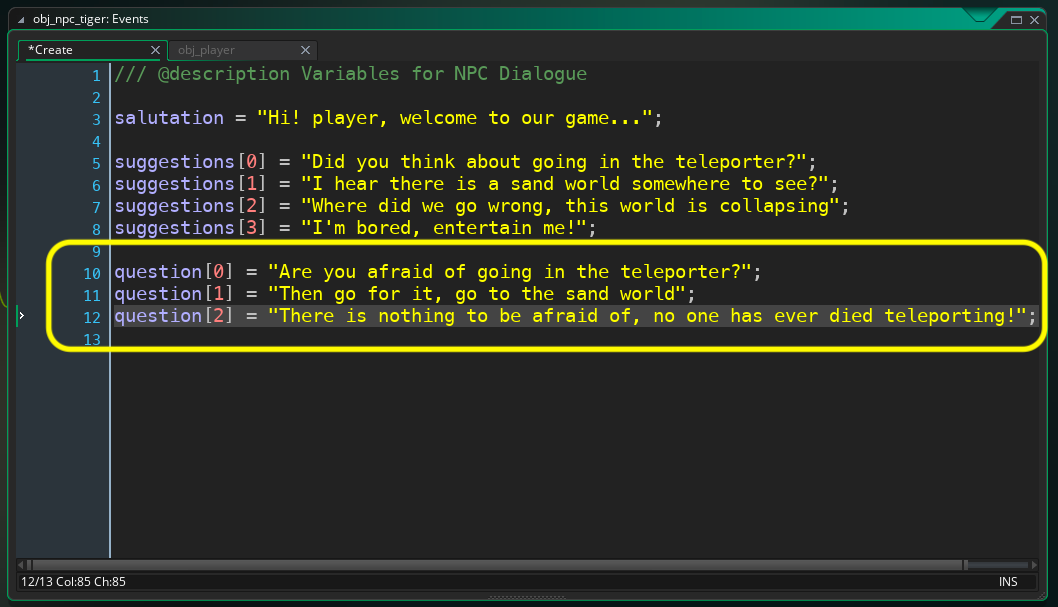 obj_npc_tiger: Events
*Create obj_player
1 /// @description Variables for NPC Dialogue
2
3 salutation = "Hi! player, welcome to our game...";
4
5 suggestions[0] = "Did you think about going in the teleporter?";
6 suggestions[1] = "I hear there is a sand world somewhere to see?";
7 suggestions[2] = "Where did we go wrong, this world is collapsing";
8 suggestions[3] = "I'm bored, entertain me!";
9
10 question[0] = "Are you afraid of going in the teleporter?";
11 question[1] = "Then go for it, go to the sand world";
12 question[2] = "There is nothing to be afraid of, no one has ever died teleporting!";
13
12/13 Col:85 Ch:85 INS